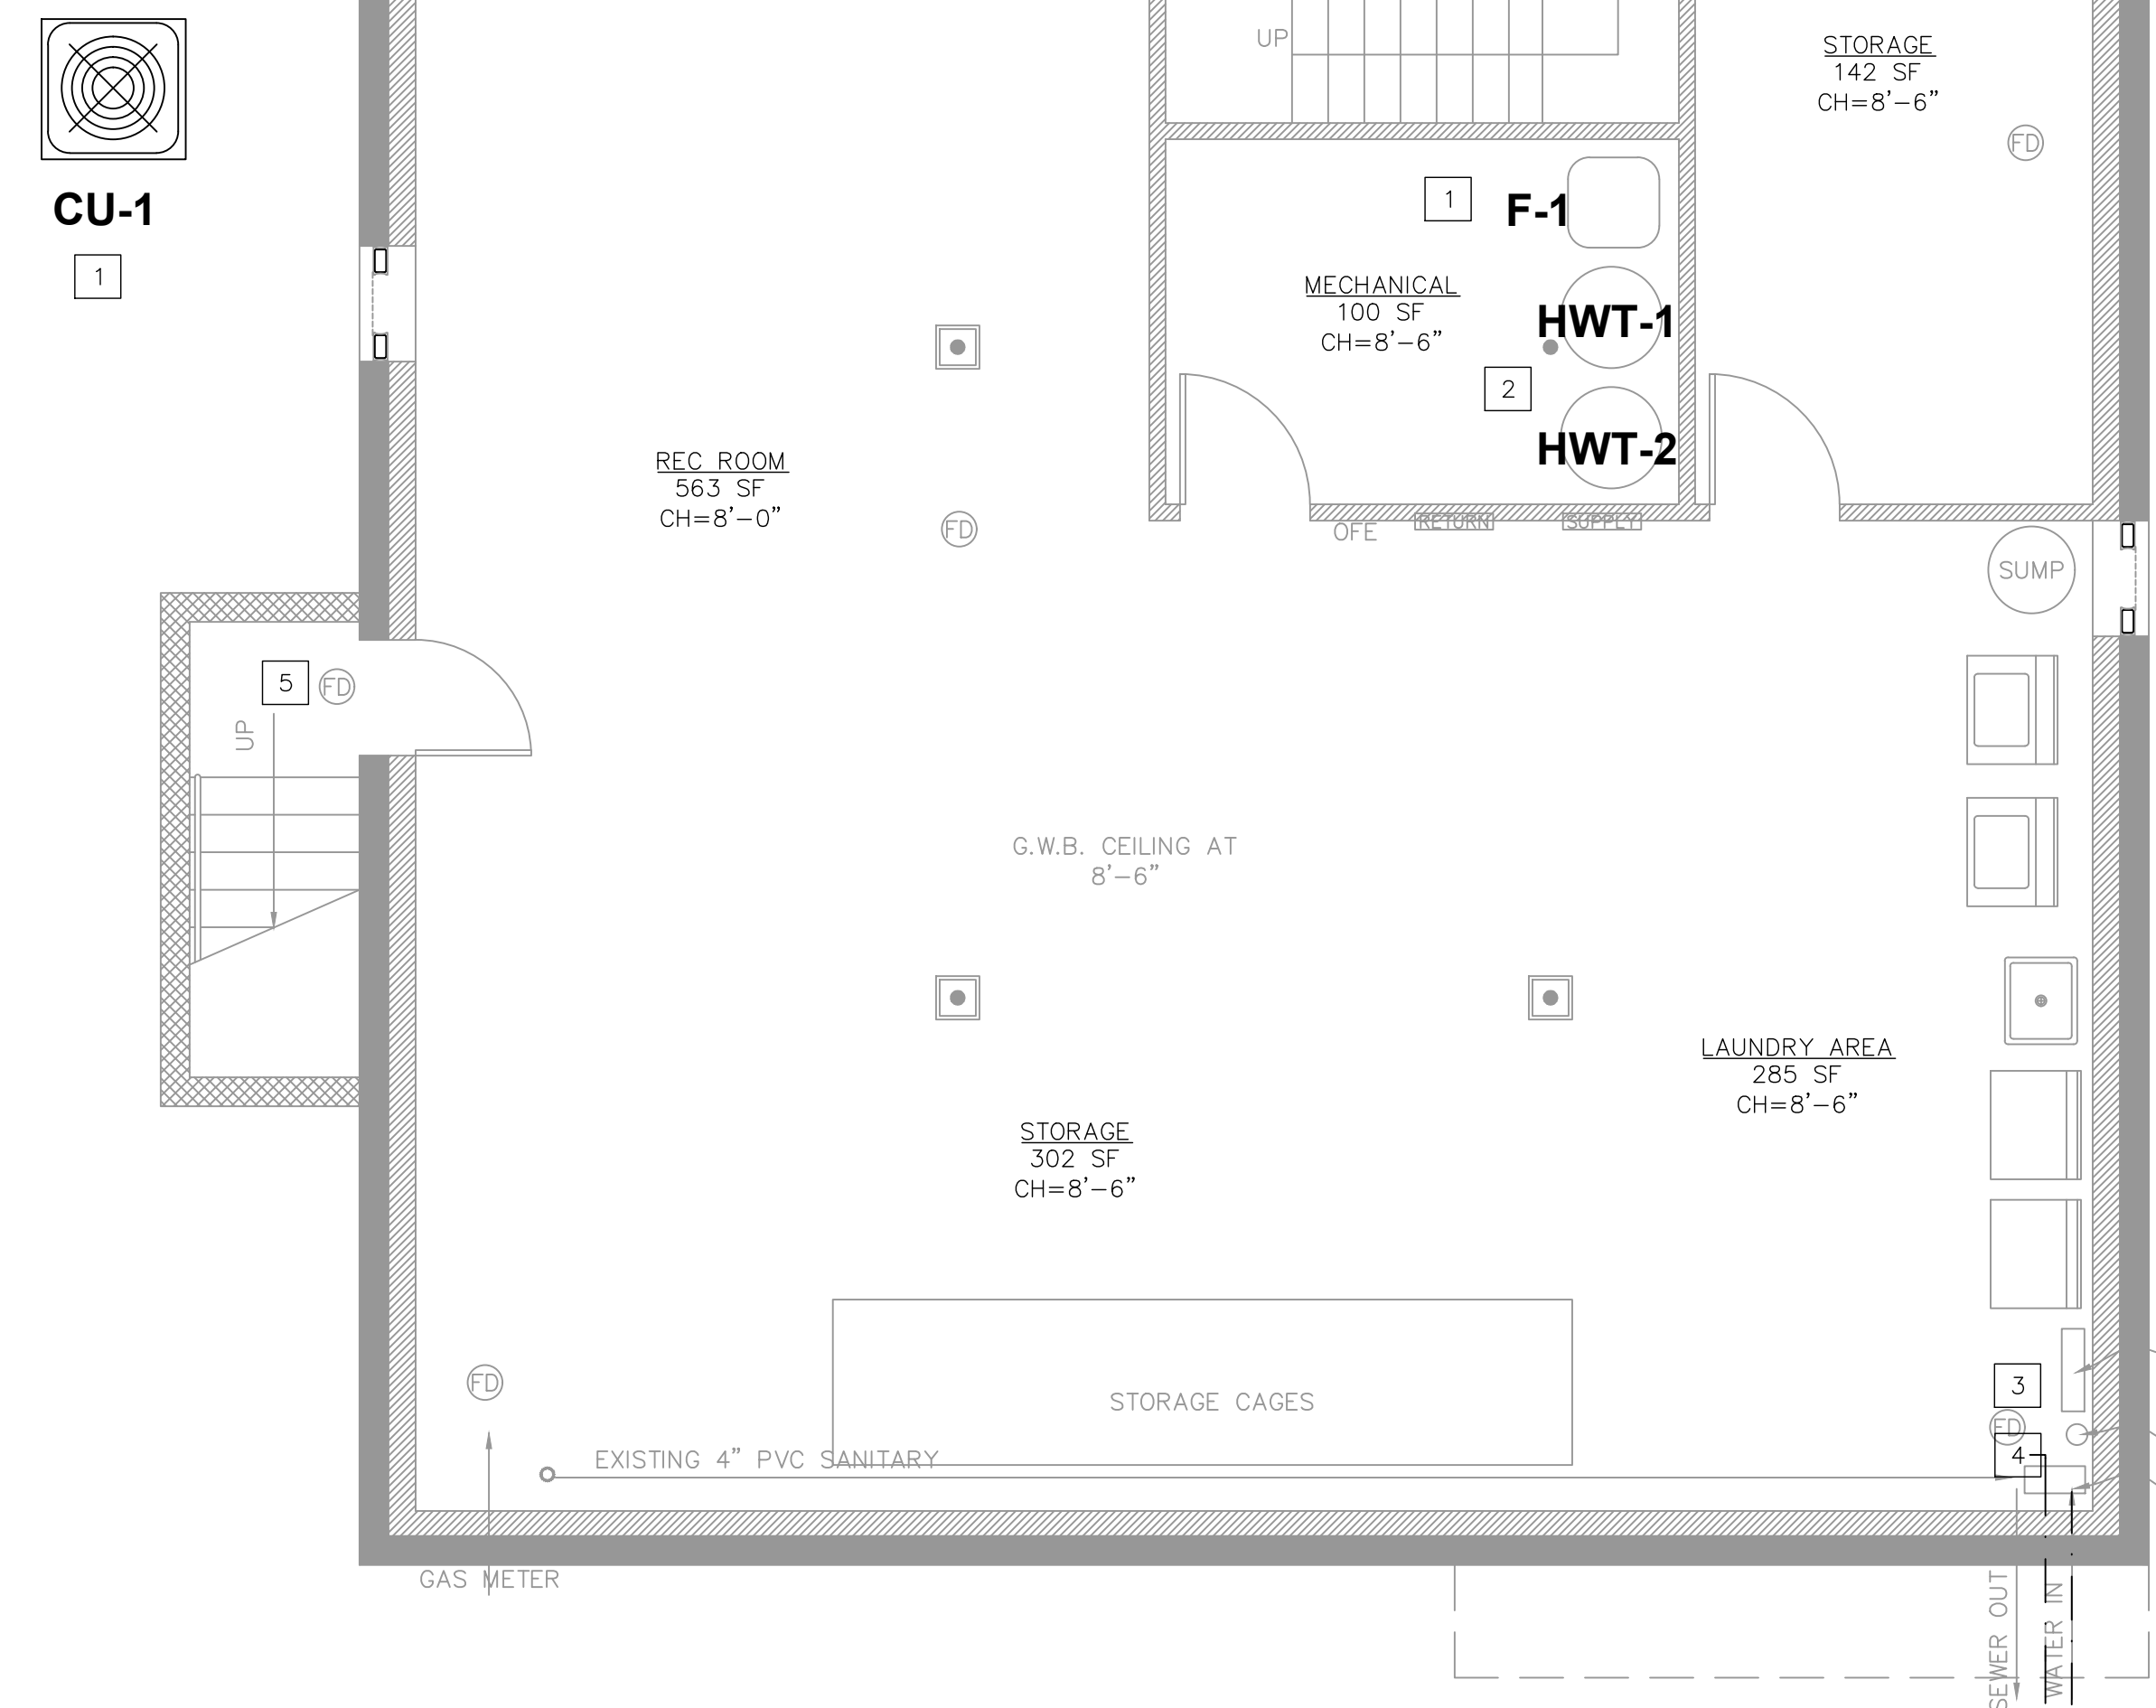 UP
STORAGE
142 SF
CH=8'-6"
FD
CU-1
1
1
F-1
MECHANICAL
100 SF
CH=8'-6"
HWT-1
2
HWT-2
REC ROOM
563 SF
CH=8'-0"
FD
OFE
RETURN
SUPPLY
SUMP
5
FD
UP
G.W.B. CEILING AT
8'-6"
LAUNDRY AREA
285 SF
CH=8'-6"
STORAGE
302 SF
CH=8'-6"
FD
STORAGE CAGES
3
FD
4
EXISTING 4" PVC SANITARY
GAS METER
SEWER OUT
WATER IN